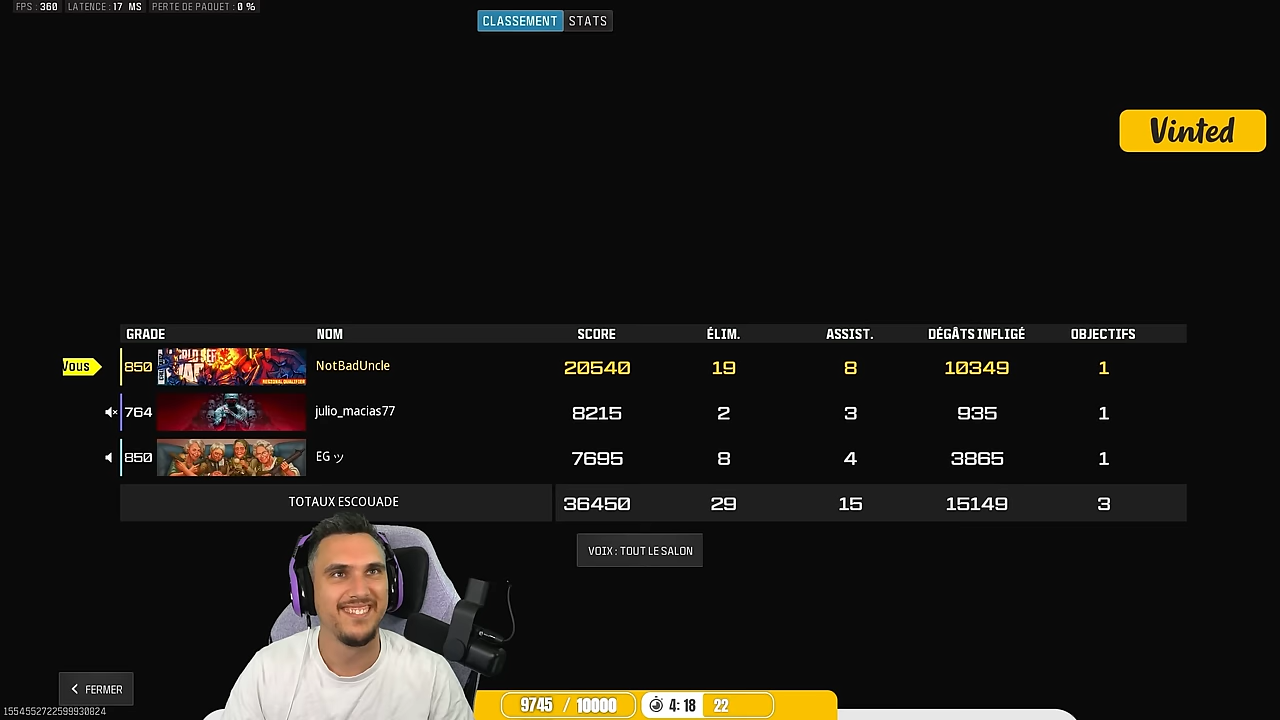 FPS : 360 LATENCE : 17 MS PERTE DE PAQUET : 0 %
CLASSEMENT STATS
Vinted
GRADE NOM SCORE ÉLIM. ASSIST. DÉGÂTS INFLIGÉ OBJECTIFS
Vous 850 NotBadUncle 20540 19 8 10349 1
764 julio_macias77 8215 2 3 935 1
850 EG ッ 7695 8 4 3865 1
TOTAUX ESCOUADE 36450 29 15 15149 3
VOIX : TOUT LE SALON
FERMER
9745 / 10000 4:18 22
1554552722599930824